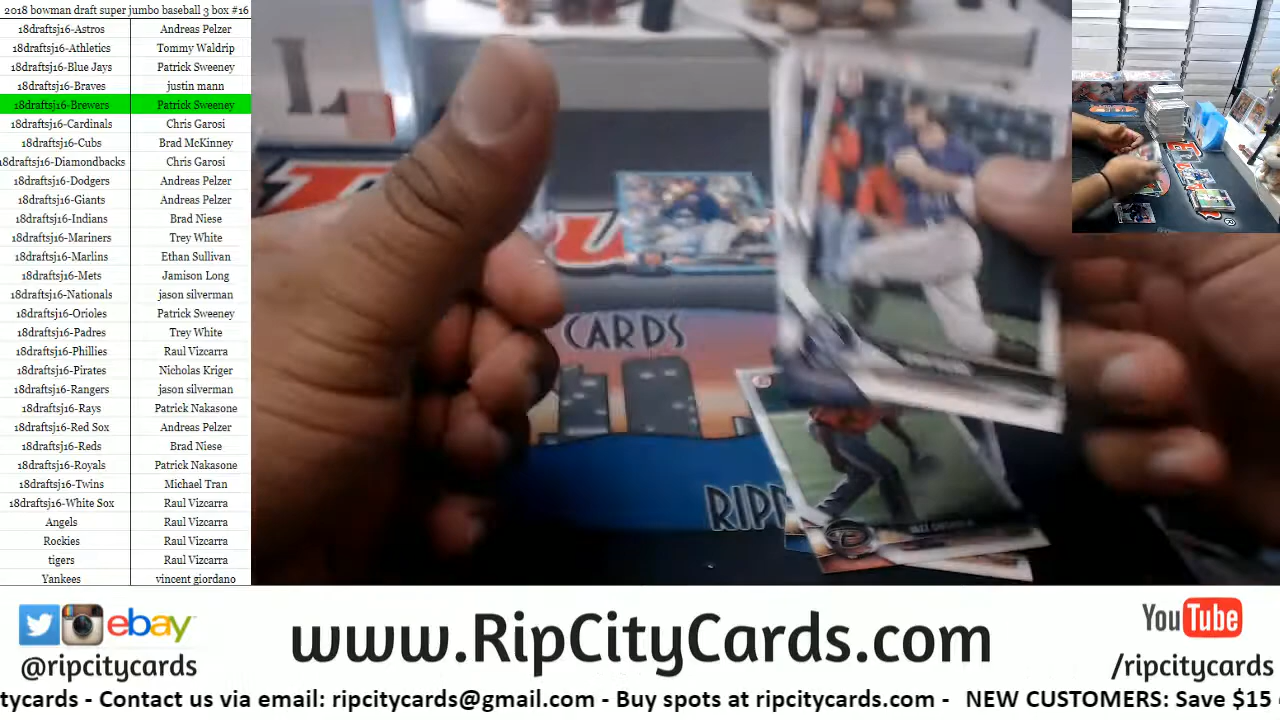 2018 bowman draft super jumbo baseball 3 box #16
18draftsj16-Astros Andreas Pelzer
18draftsj16-Athletics Tommy Waldrip
18draftsj16-Blue Jays Patrick Sweeney
18draftsj16-Braves justin mann
18draftsj16-Brewers Patrick Sweeney
18draftsj16-Cardinals Chris Garosi
18draftsj16-Cubs Brad McKinney
18draftsj16-Diamondbacks Chris Garosi
18draftsj16-Dodgers Andreas Pelzer
18draftsj16-Giants Andreas Pelzer
18draftsj16-Indians Brad Niese
18draftsj16-Mariners Trey White
18draftsj16-Marlins Ethan Sullivan
18draftsj16-Mets Jamison Long
18draftsj16-Nationals jason silverman
18draftsj16-Orioles Patrick Sweeney
18draftsj16-Padres Trey White
18draftsj16-Phillies Raul Vizcarra
18draftsj16-Pirates Nicholas Kriger
18draftsj16-Rangers jason silverman
18draftsj16-Rays Patrick Nakasone
18draftsj16-Red Sox Andreas Pelzer
18draftsj16-Reds Brad Niese
18draftsj16-Royals Patrick Nakasone
18draftsj16-Twins Michael Tran
18draftsj16-White Sox Raul Vizcarra
Angels Raul Vizcarra
Rockies Raul Vizcarra
tigers Raul Vizcarra
Yankees vincent giordano
CARDS
RIPP
ebay
@ripcitycards
www.RipCityCards.com
YouTube
/ripcitycards
tycards - Contact us via email: ripcitycards@gmail.com - Buy spots at ripcitycards.com - NEW CUSTOMERS: Save $15